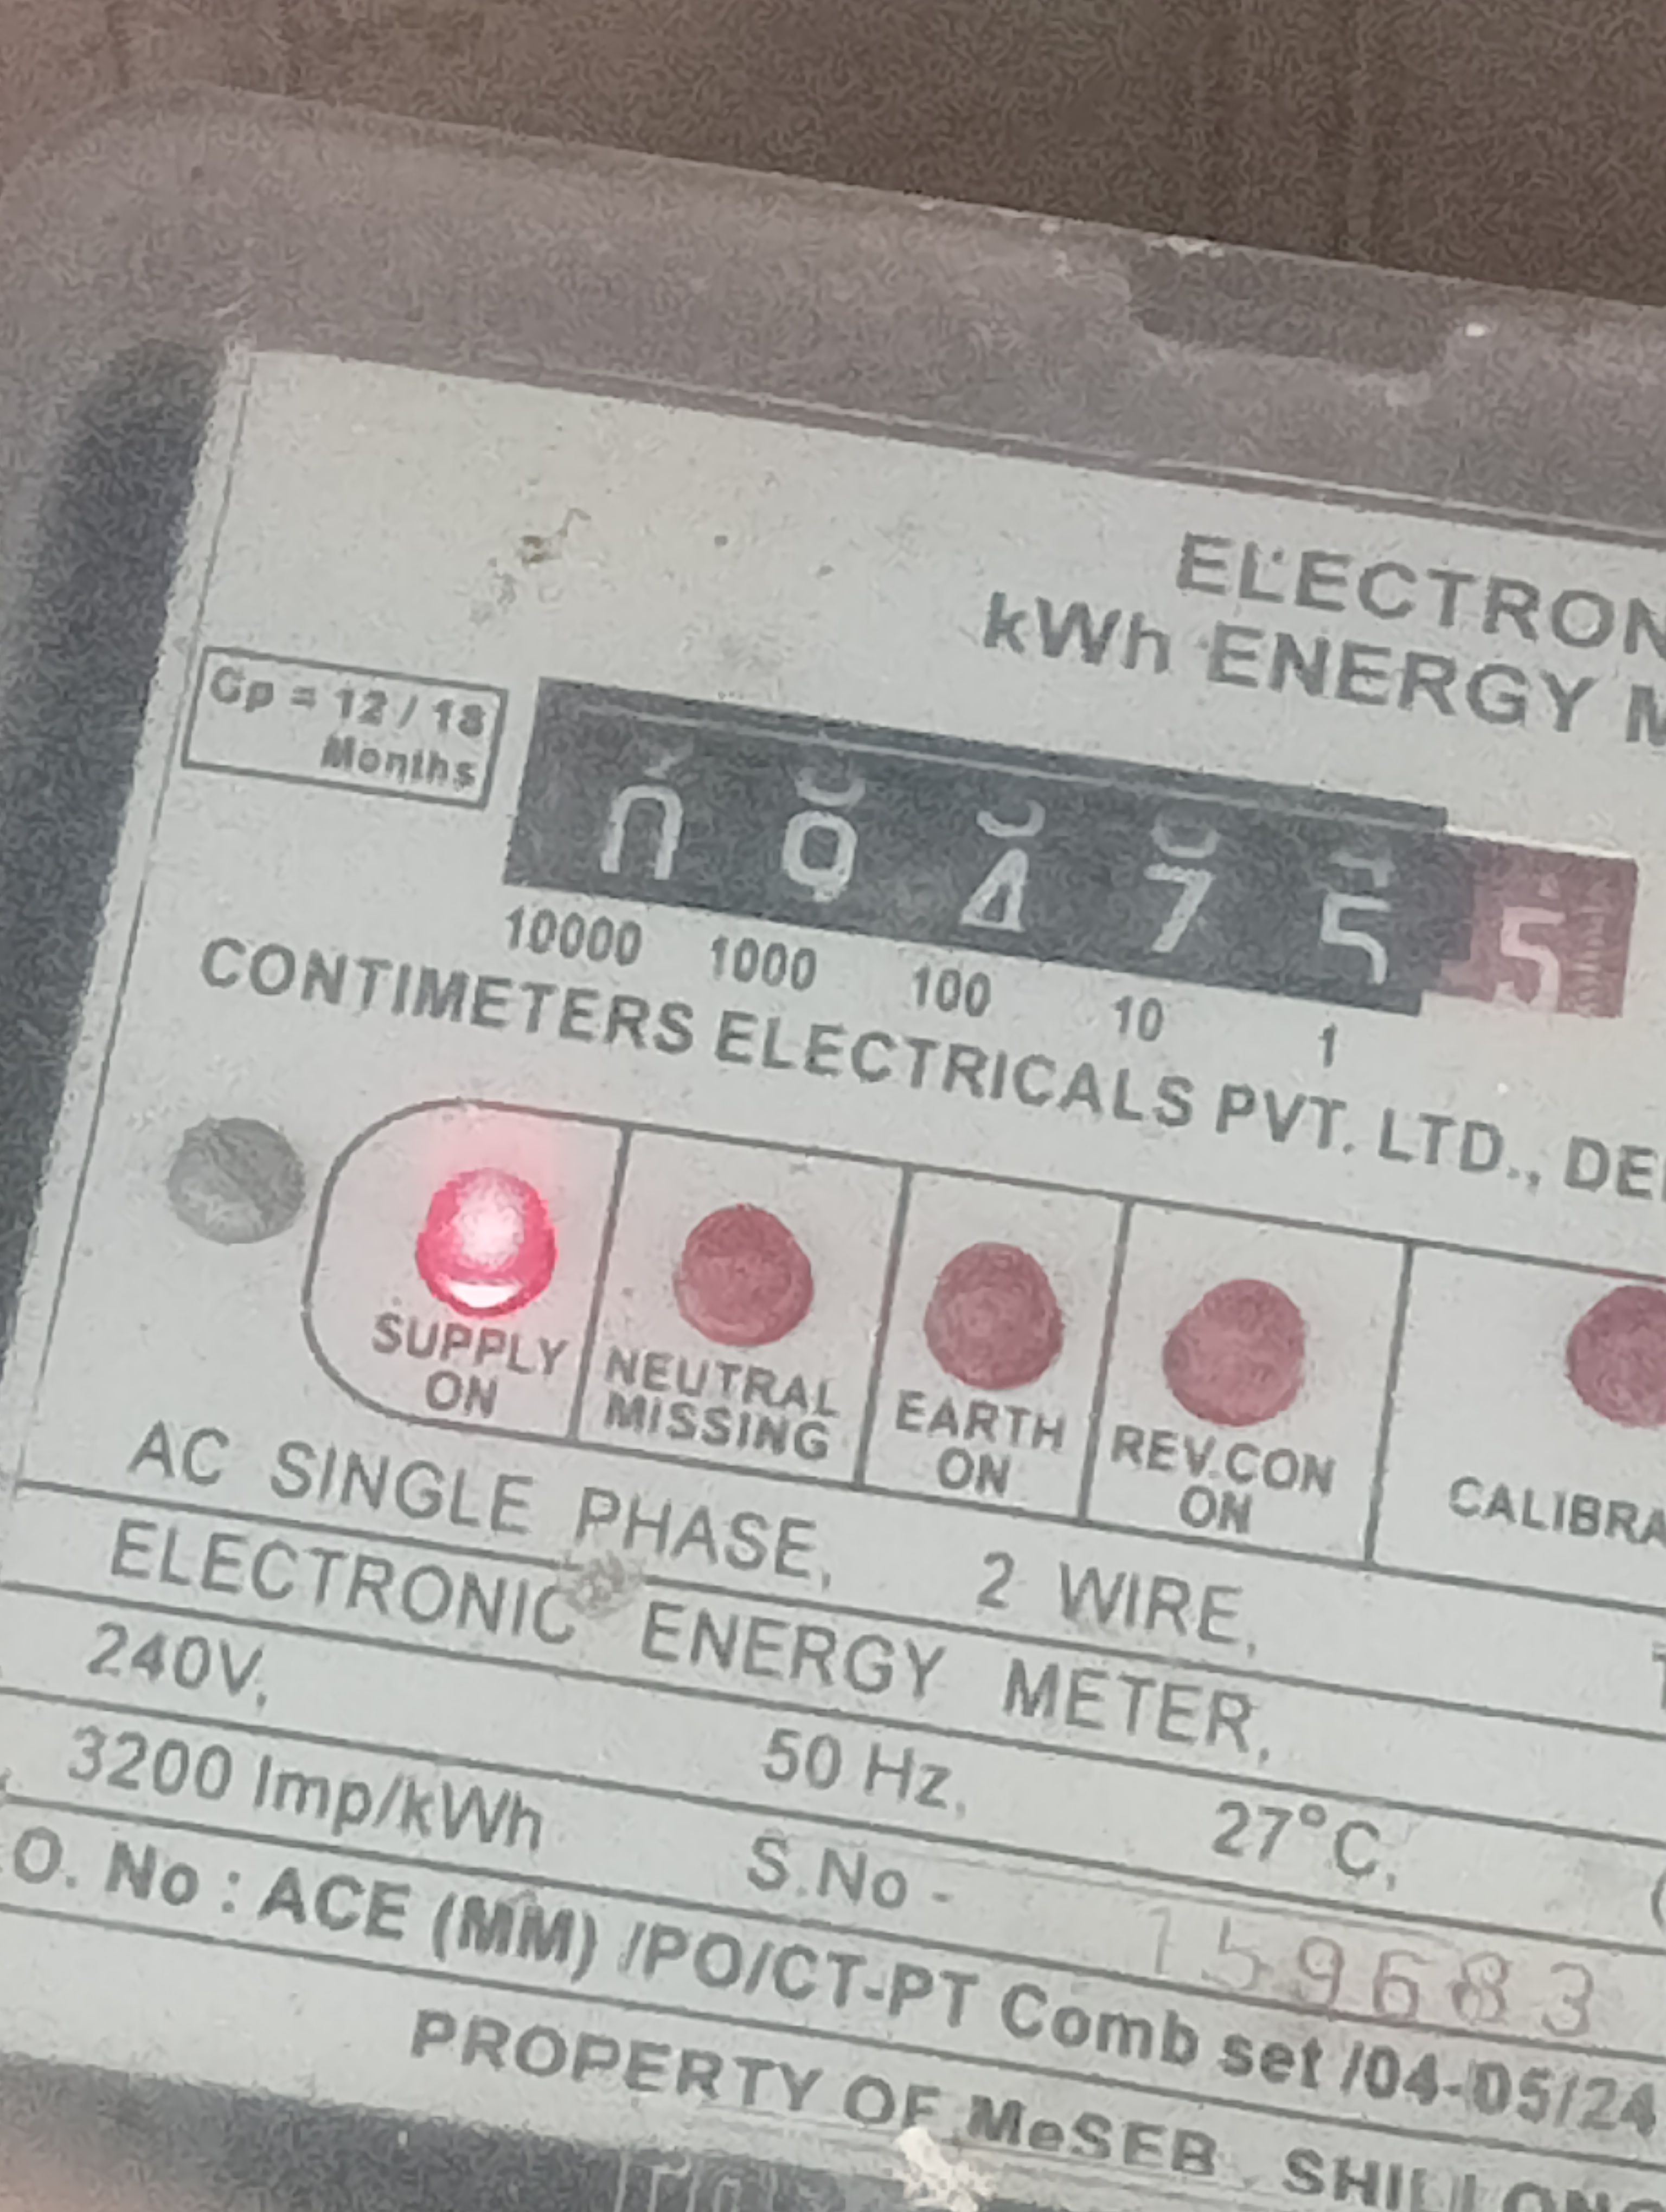 ELECTRON
kWh ENERGY M
Gp = 12 / 18
Months
0 9 4 7 5 5
10000 1000 100 10 1
CONTIMETERS ELECTRICALS PVT. LTD., DE
SUPPLY
ON
NEUTRAL
MISSING
EARTH
ON
REV.CON
ON
CALIBRA
AC SINGLE PHASE, 2 WIRE,
ELECTRONIC ENERGY METER,
240V, 50 Hz, 27°C,
3200 Imp/kWh S.No - 159683
O. No : ACE (MM) /PO/CT-PT Comb set /04-05/24
PROPERTY OF MeSEB, SHILLONG